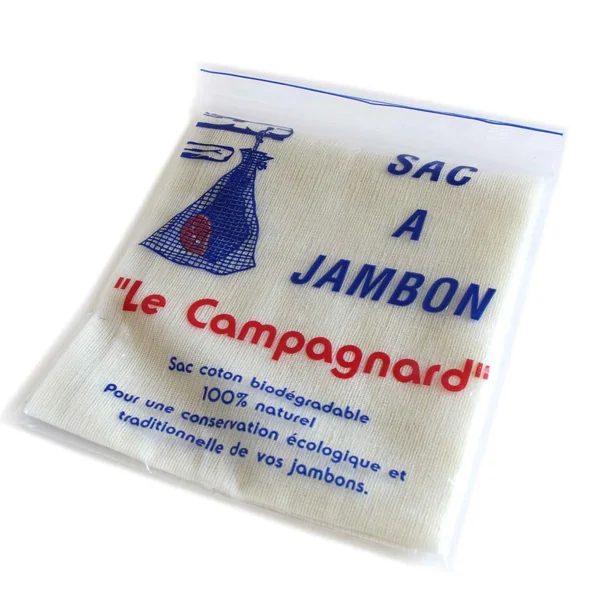 SAC
A
JAMBON
"Le Campagnard"
Sac coton biodégradable
100% naturel
Pour une conservation écologique et
traditionnelle de vos jambons.